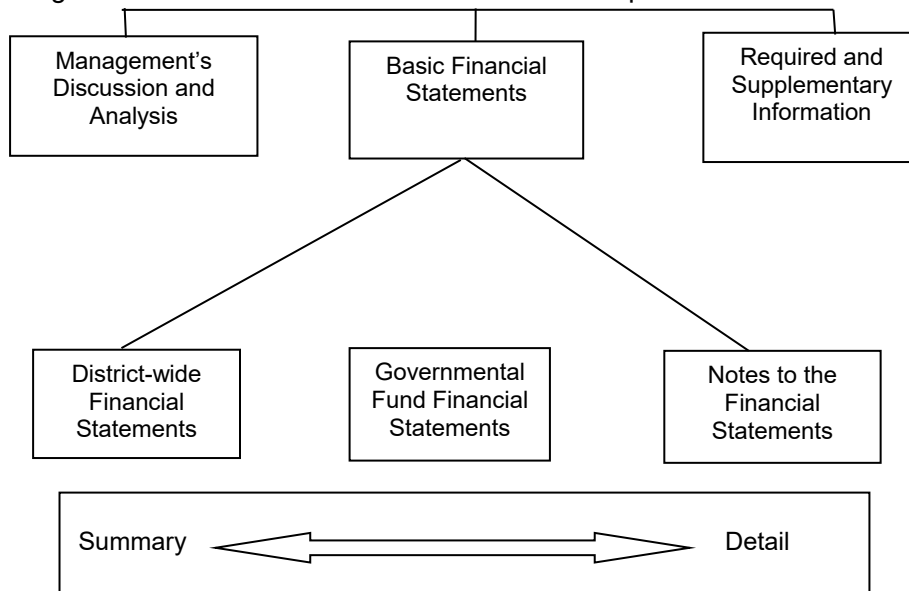 Management's
Discussion and
Analysis
Basic Financial
Statements
Required and
Supplementary
Information
District-wide
Financial
Statements
Governmental
Fund Financial
Statements
Notes to the
Financial
Statements
Summary
Detail